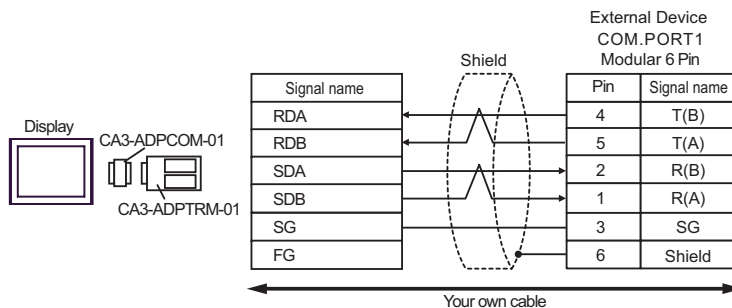 External Device
COM.PORT1
Modular 6 Pin
Shield
Signal name
Pin
Signal name
RDA
4
T(B)
Display
CA3-ADPCOM-01
RDB
5
T(A)
SDA
2
R(B)
SDB
1
R(A)
CA3-ADPTRM-01
SG
3
SG
FG
6
Shield
Your own cable